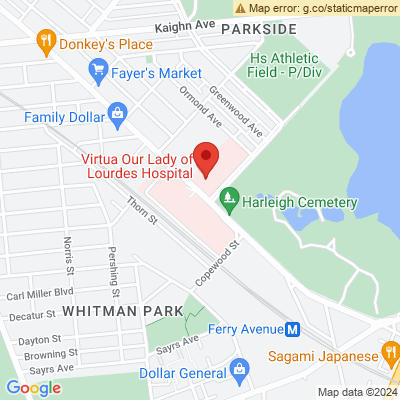 Map error: g.co/staticmaperror
Kaighn Ave
PARKSIDE
Donkey's Place
Hs Athletic
Field - P/Div
Fayer's Market
Ormond Ave
Greenwood Ave
Family Dollar
Virtua Our Lady of
Lourdes Hospital
Harleigh Cemetery
Thorn St
Norris St
Pershing St
Copewood St
Carl Miller Blvd
Decatur St
WHITMAN PARK
Ferry Avenue
M
Dayton St
Browning St
Sayrs Ave
Sayrs Ave
Sagami Japanese
Dollar General
Google
Map data ©2024